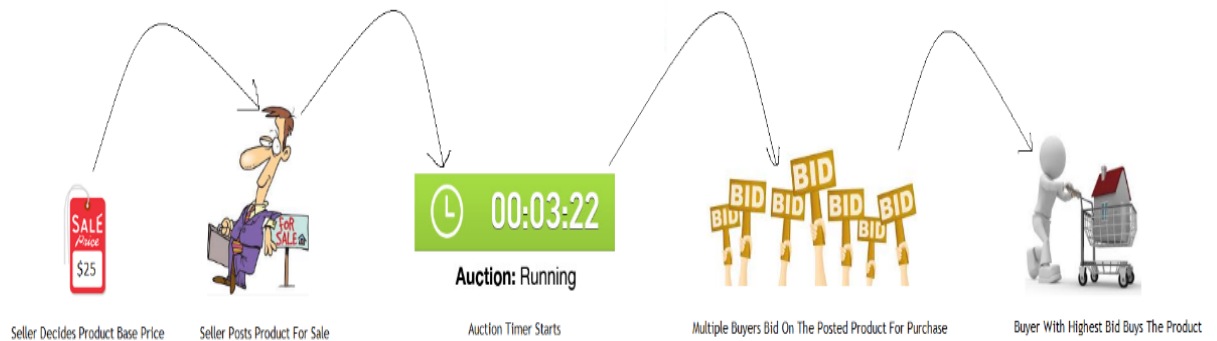 SALE
Price
$25
FOR
SALE
00:03:22
Auction: Running
BID
BID
BID
BID
BID
BID
BID
Seller Decides Product Base Price
Seller Posts Product For Sale
Auction Timer Starts
Multiple Buyers Bid On The Posted Product For Purchase
Buyer With Highest Bid Buys The Product